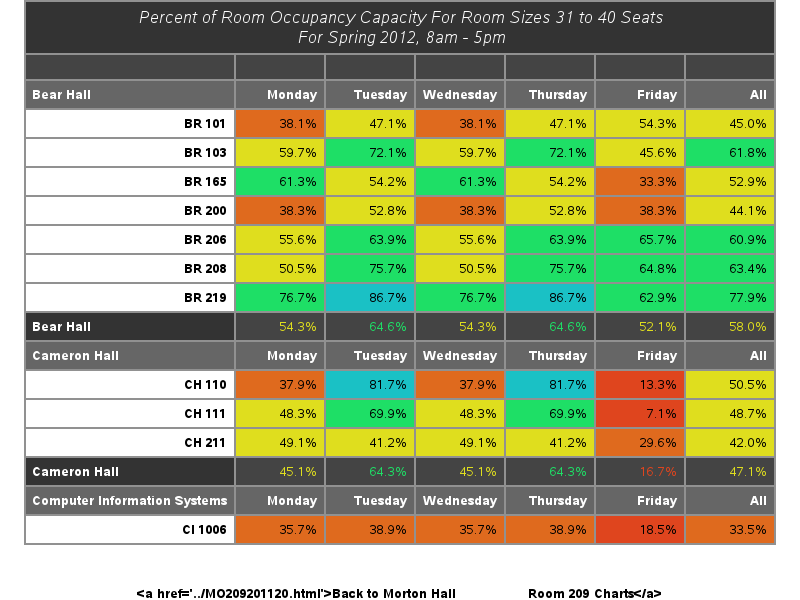 Percent of Room Occupancy Capacity For Room Sizes 31 to 40 Seats
For Spring 2012, 8am - 5pm
Bear Hall Monday Tuesday Wednesday Thursday Friday All
BR 101 38.1% 47.1% 38.1% 47.1% 54.3% 45.0%
BR 103 59.7% 72.1% 59.7% 72.1% 45.6% 61.8%
BR 165 61.3% 54.2% 61.3% 54.2% 33.3% 52.9%
BR 200 38.3% 52.8% 38.3% 52.8% 38.3% 44.1%
BR 206 55.6% 63.9% 55.6% 63.9% 65.7% 60.9%
BR 208 50.5% 75.7% 50.5% 75.7% 64.8% 63.4%
BR 219 76.7% 86.7% 76.7% 86.7% 62.9% 77.9%
Bear Hall 54.3% 64.6% 54.3% 64.6% 52.1% 58.0%
Cameron Hall Monday Tuesday Wednesday Thursday Friday All
CH 110 37.9% 81.7% 37.9% 81.7% 13.3% 50.5%
CH 111 48.3% 69.9% 48.3% 69.9% 7.1% 48.7%
CH 211 49.1% 41.2% 49.1% 41.2% 29.6% 42.0%
Cameron Hall 45.1% 64.3% 45.1% 64.3% 16.7% 47.1%
Computer Information Systems Monday Tuesday Wednesday Thursday Friday All
CI 1006 35.7% 38.9% 35.7% 38.9% 18.5% 33.5%
<a href='../MO209201120.html'>Back to Morton Hall Room 209 Charts</a>